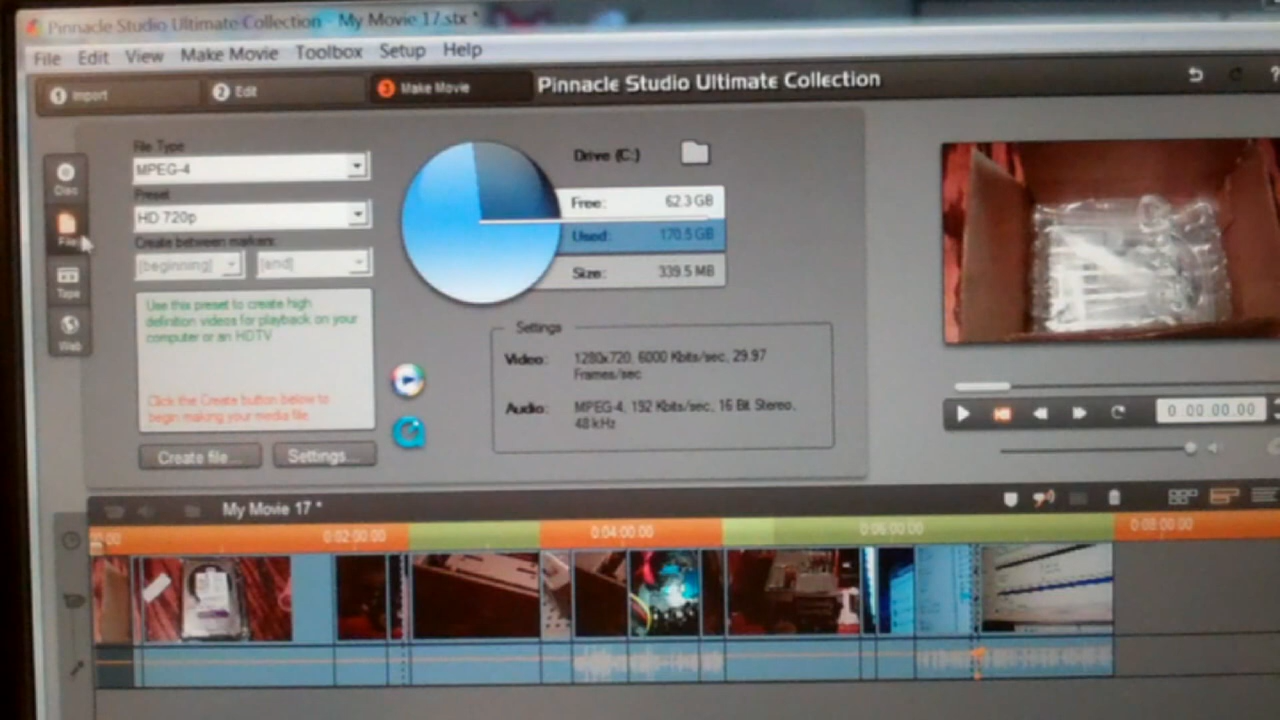 Pinnacle Studio Ultimate Collection - My Movie 17.stx *
File Edit View Make Movie Toolbox Setup Help
1 Import 2 Edit 3 Make Movie Pinnacle Studio Ultimate Collection ?
File Type
MPEG-4
Preset
HD 720p
Create between markers:
[beginning] [end]
Use this preset to create high
definition videos for playback on your
computer or an HDTV
Click the Create button below to
begin making your media file
Create file... Settings...
Disc
File
Tape
Web
Drive (C:)
Free: 62.3 GB
Used: 170.5 GB
Size: 339.5 MB
Settings
Video: 1280x720, 6000 Kbits/sec, 29.97
Frames/sec
Audio: MPEG-4, 192 Kbits/sec, 16 Bit Stereo,
48 kHz
0:00:00.00
My Movie 17 *
0:02:00.00 0:04:00.00 0:06:00.00 0:08:00.00